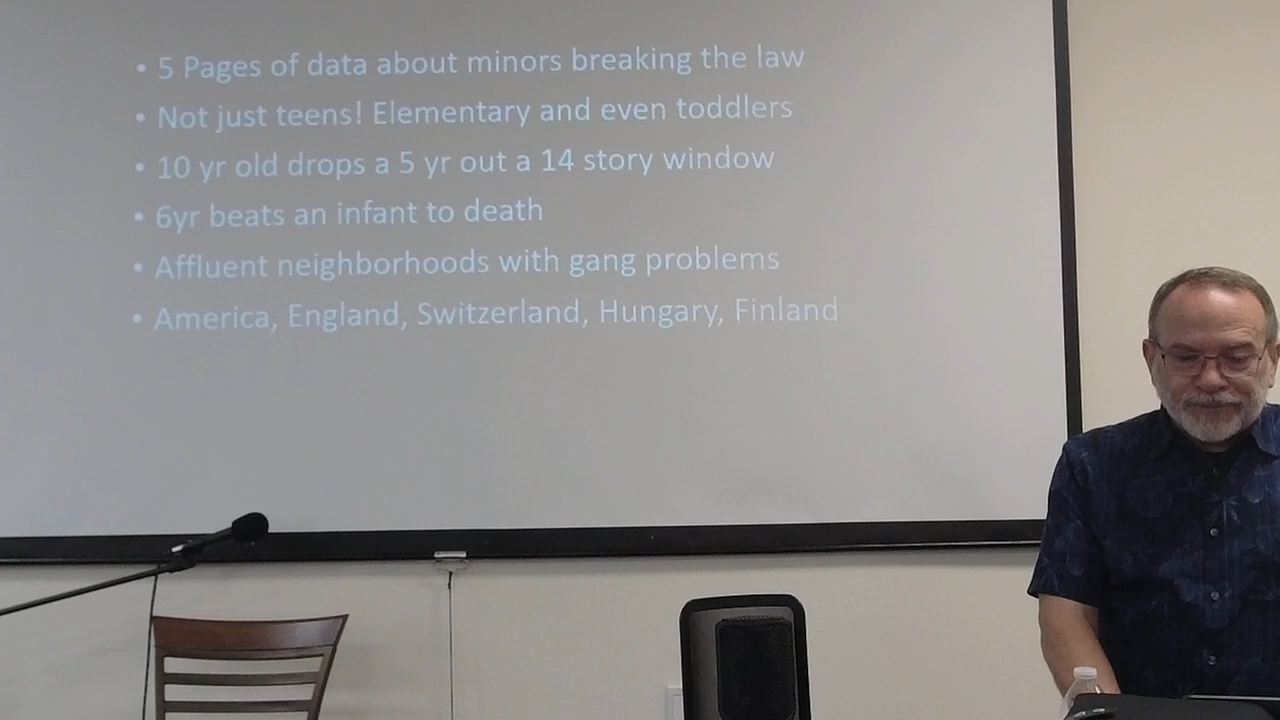 • 5 Pages of data about minors breaking the law
• Not just teens! Elementary and even toddlers
• 10 yr old drops a 5 yr out a 14 story window
• 6yr beats an infant to death
• Affluent neighborhoods with gang problems
• America, England, Switzerland, Hungary, Finland